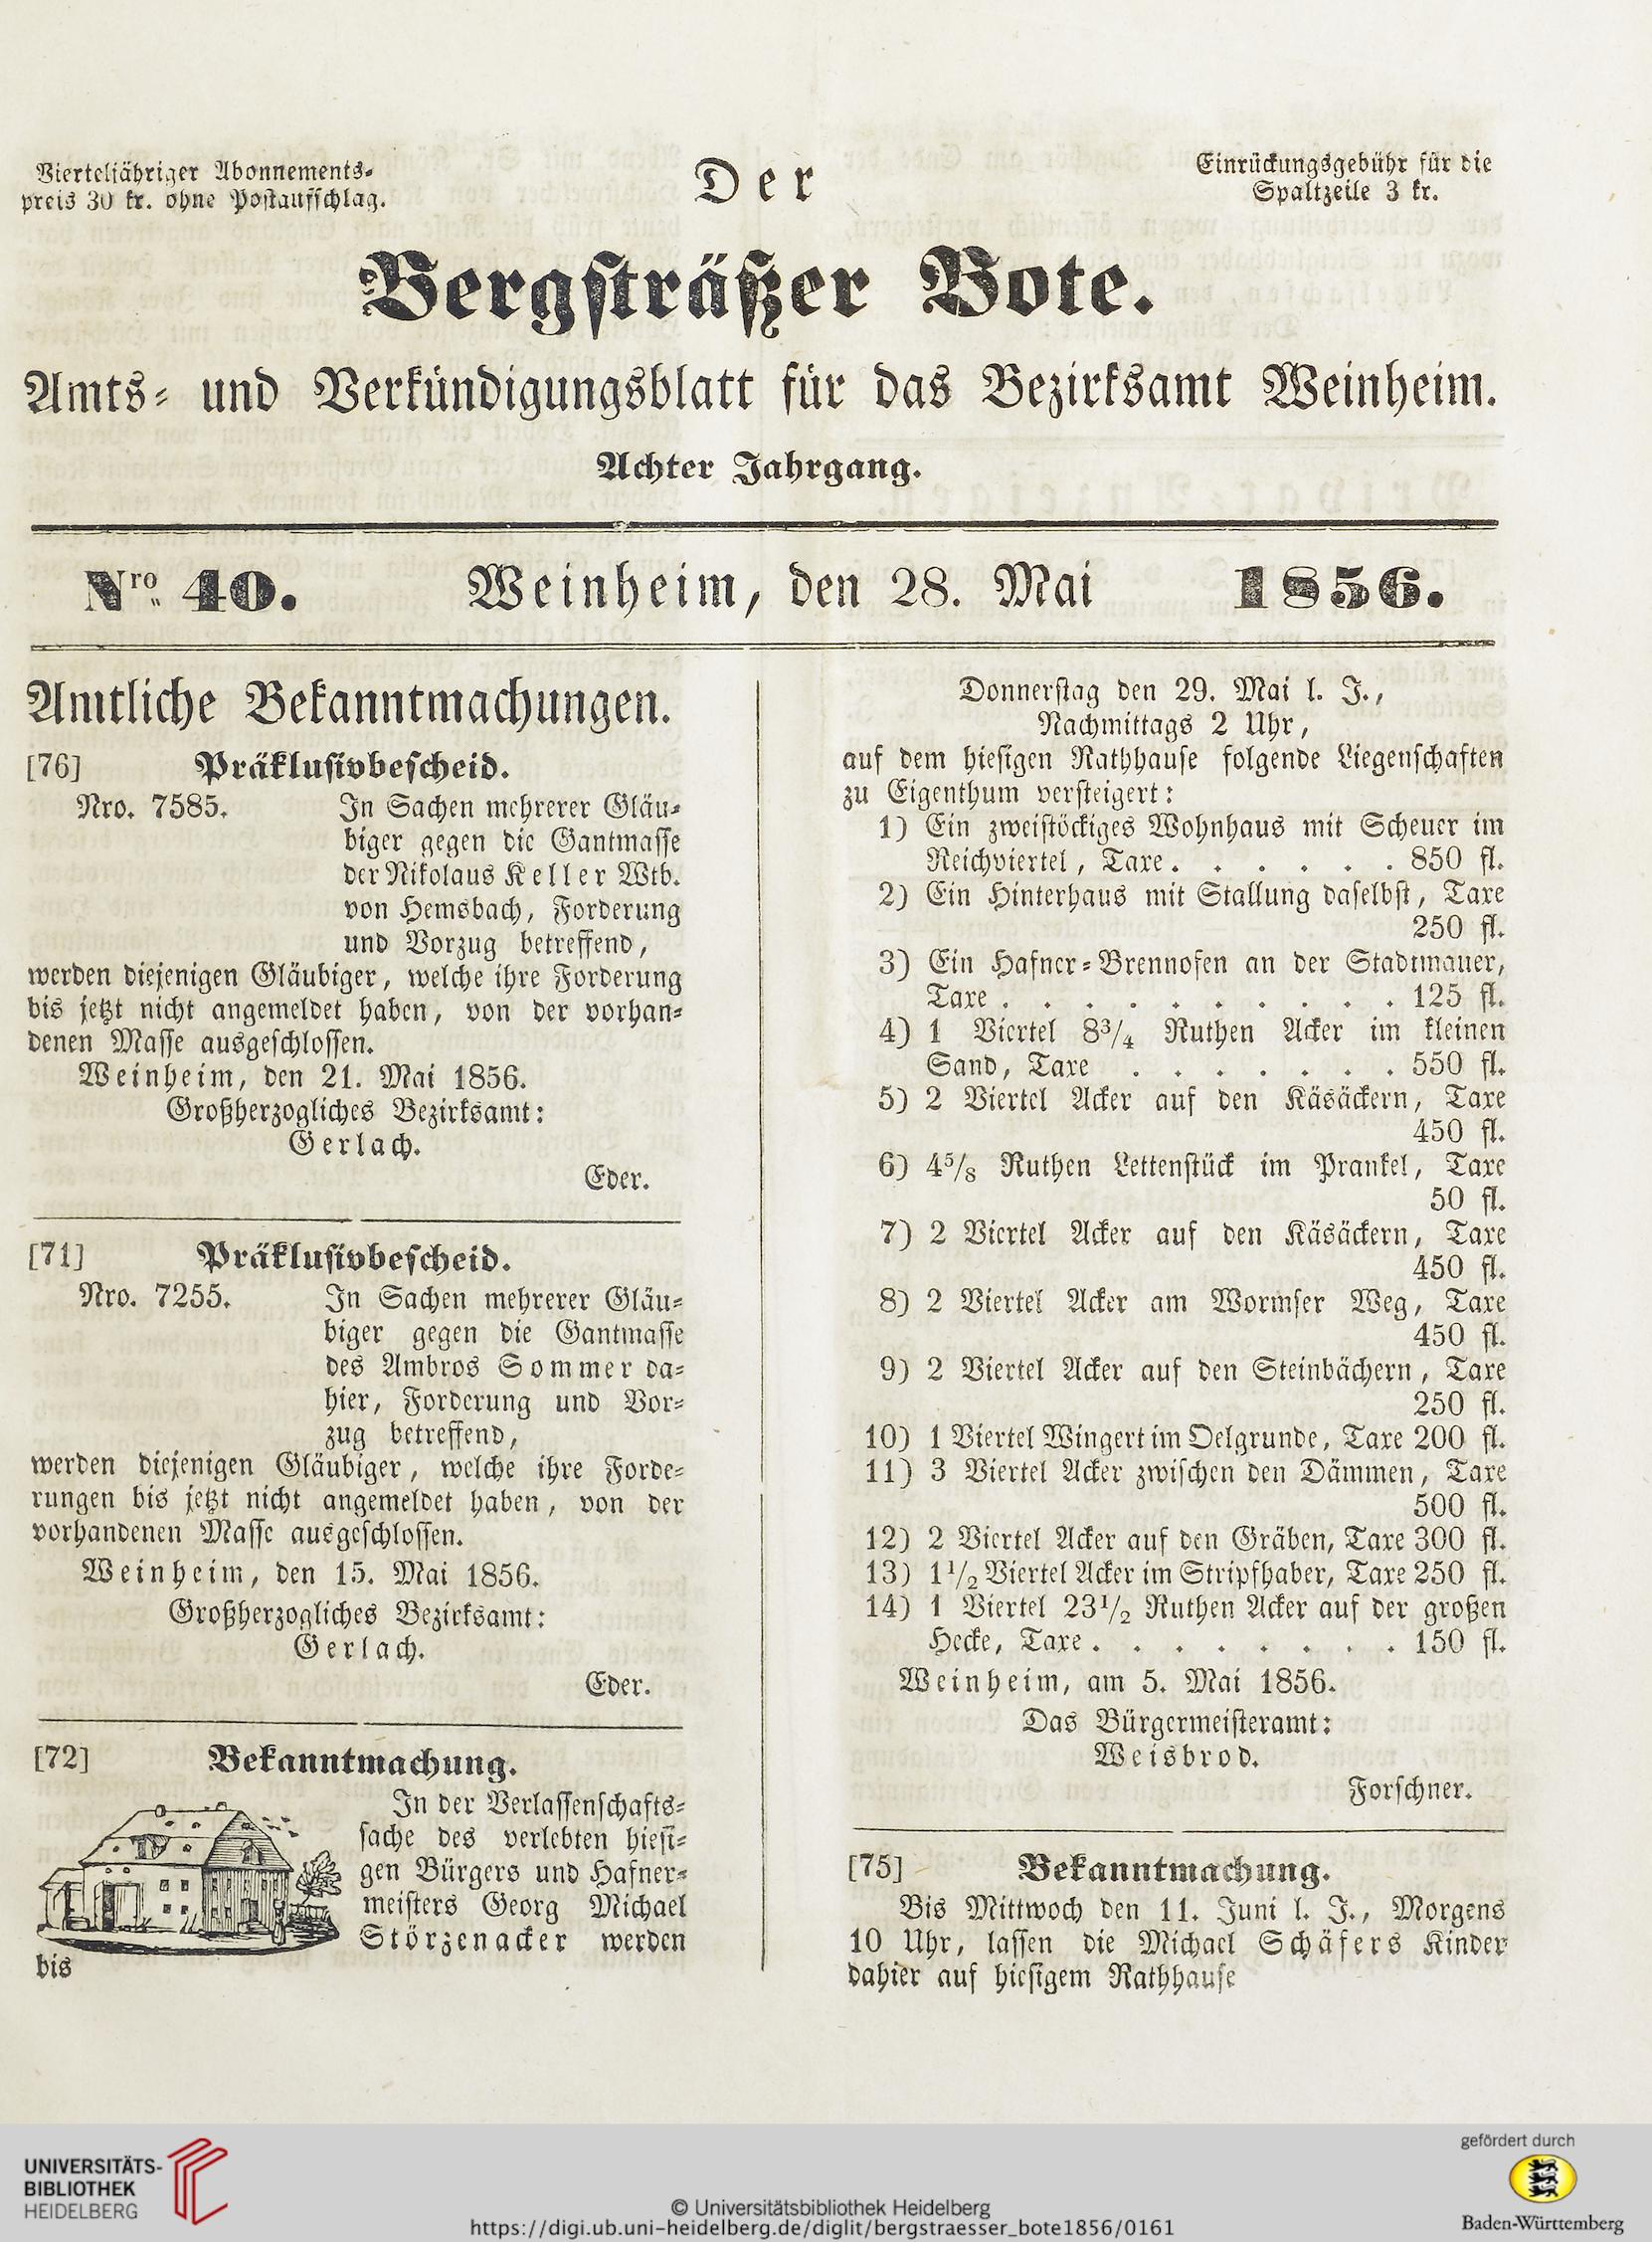 Vierteljähriger Abonnements-
preis 30 kr. ohne Postaufschlag.
Der
Einrückungsgebühr für die
Spaltzeile 3 kr.
Bergsträßer Bote.
Amts- und Verkündigungsblatt für das Bezirksamt Weinheim.
Achter Jahrgang.
Nro. 40. Weinheim, den 28. Mai 1856.
Amtliche Bekanntmachungen.
[76] Präklusivbescheid.
Nro. 7585. In Sachen mehrerer Gläu-
biger gegen die Gantmasse
der Nikolaus Keller Wtb.
von Hemsbach, Forderung
und Vorzug betreffend,
werden diejenigen Gläubiger, welche ihre Forderung
bis jetzt nicht angemeldet haben, von der vorhan-
denen Masse ausgeschlossen.
Weinheim, den 21. Mai 1856.
Großherzogliches Bezirksamt:
Gerlach.
Eder.
[71] Präklusivbescheid.
Nro. 7255. In Sachen mehrerer Gläu-
biger gegen die Gantmasse
des Ambros Sommer da-
hier, Forderung und Vor-
zug betreffend,
werden diejenigen Gläubiger, welche ihre Forde-
rungen bis jetzt nicht angemeldet haben, von der
vorhandenen Masse ausgeschlossen.
Weinheim, den 15. Mai 1856.
Großherzogliches Bezirksamt:
Gerlach.
Eder.
[72] Bekanntmachung.
In der Verlassenschafts-
sache des verlebten hiesi-
gen Bürgers und Hafner-
meisters Georg Michael
Störzenacker werden
bis
Donnerstag den 29. Mai l. J.,
Nachmittags 2 Uhr,
auf dem hiesigen Rathhause folgende Liegenschaften
zu Eigenthum versteigert:
1) Ein zweistöckiges Wohnhaus mit Scheuer im
Reichviertel, Taxe . . . . . . 850 fl.
2) Ein Hinterhaus mit Stallung daselbst, Taxe
250 fl.
3) Ein Hafner-Brennofen an der Stadtmauer,
Taxe . . . . . . . . . . 125 fl.
4) 1 Viertel 8³/₄ Ruthen Acker im kleinen
Sand, Taxe . . . . . . . 550 fl.
5) 2 Viertel Acker auf den Käsäckern, Taxe
450 fl.
6) 4⁵/₈ Ruthen Lettenstück im Prankel, Taxe
50 fl.
7) 2 Viertel Acker auf den Käsäckern, Taxe
450 fl.
8) 2 Viertel Acker am Wormser Weg, Taxe
450 fl.
9) 2 Viertel Acker auf den Steinbächern, Taxe
250 fl.
10) 1 Viertel Wingert im Oelgrunde, Taxe 200 fl.
11) 3 Viertel Acker zwischen den Dämmen, Taxe
500 fl.
12) 2 Viertel Acker auf den Gräben, Taxe 300 fl.
13) 1¹/₂ Viertel Acker im Stripfhaber, Taxe 250 fl.
14) 1 Viertel 23¹/₂ Ruthen Acker auf der großen
Hecke, Taxe . . . . . . . . 150 fl.
Weinheim, am 5. Mai 1856.
Das Bürgermeisteramt:
Weisbrod.
Forschner.
[75] Bekanntmachung.
Bis Mittwoch den 11. Juni l. J., Morgens
10 Uhr, lassen die Michael Schäfers Kinder
dahier auf hiesigem Rathhause
UNIVERSITÄTS-
BIBLIOTHEK
HEIDELBERG
© Universitätsbibliothek Heidelberg
https://digi.ub.uni-heidelberg.de/diglit/bergstraesser_bote1856/0161
gefördert durch
Baden-Württemberg